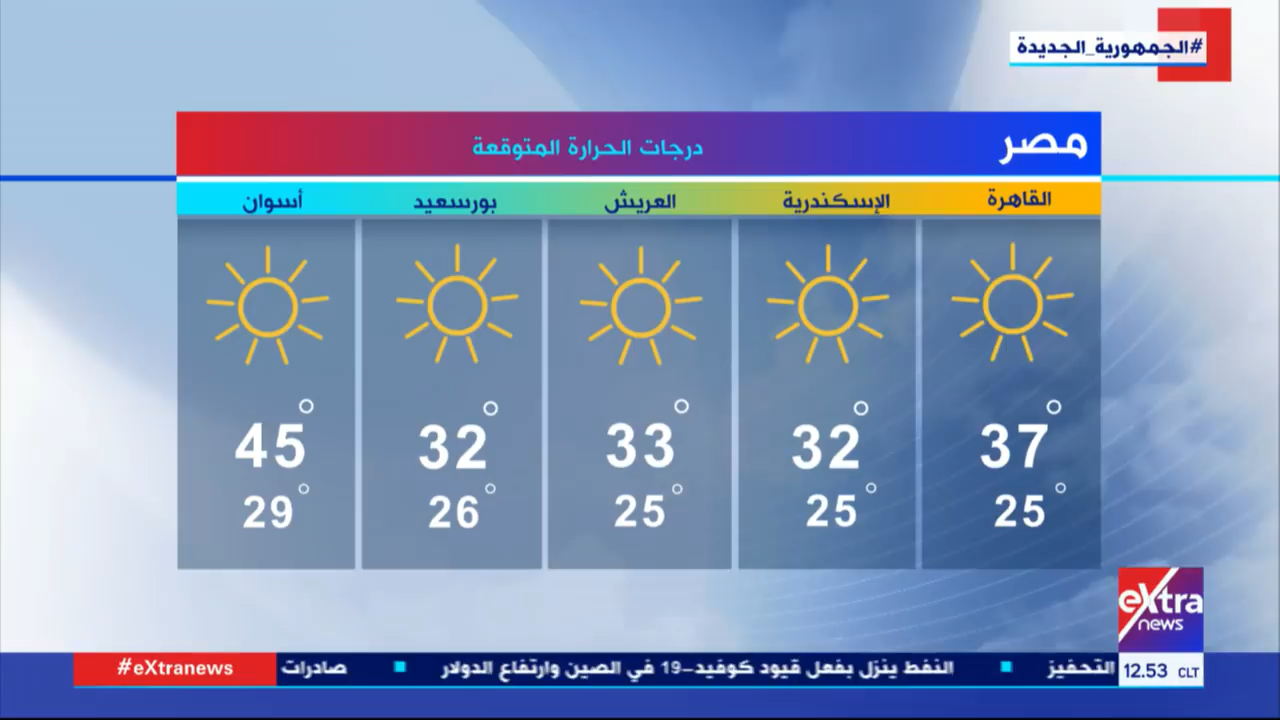 #الجمهورية_الجديدة
مصر
درجات الحرارة المتوقعة
القاهرة الإسكندرية العريش بورسعيد أسوان
37° 32° 33° 32° 45°
25° 25° 25° 26° 29°
eXtra
news
التحفيز ■ النفط ينزل بفعل قيود كوفيد-19 في الصين وارتفاع الدولار ■ صادرات
#eXtranews
12.53 CLT